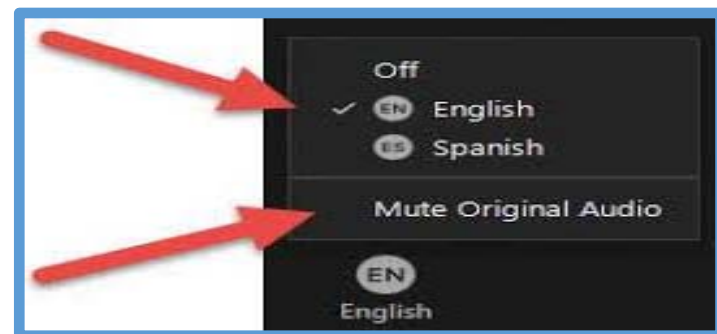 Off
EN English
ES Spanish
Mute Original Audio
EN
English